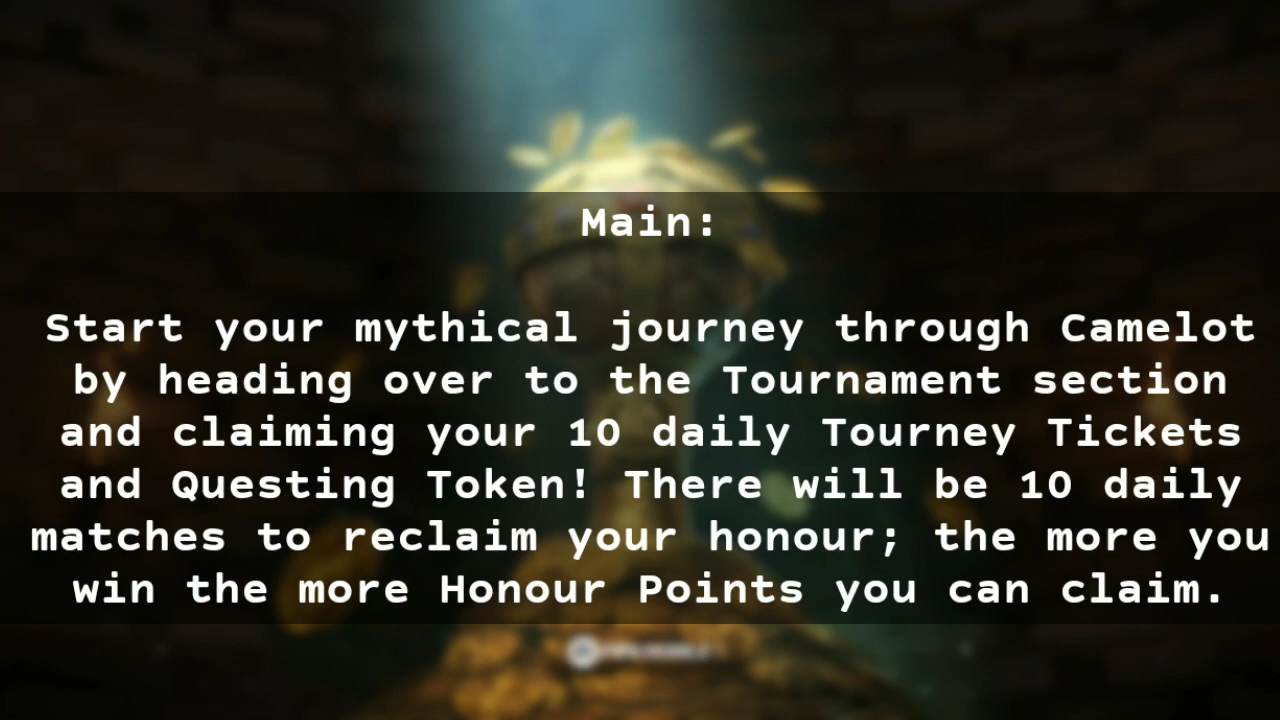 Main:
Start your mythical journey through Camelot
by heading over to the Tournament section
and claiming your 10 daily Tourney Tickets
and Questing Token! There will be 10 daily
matches to reclaim your honour; the more you
win the more Honour Points you can claim.